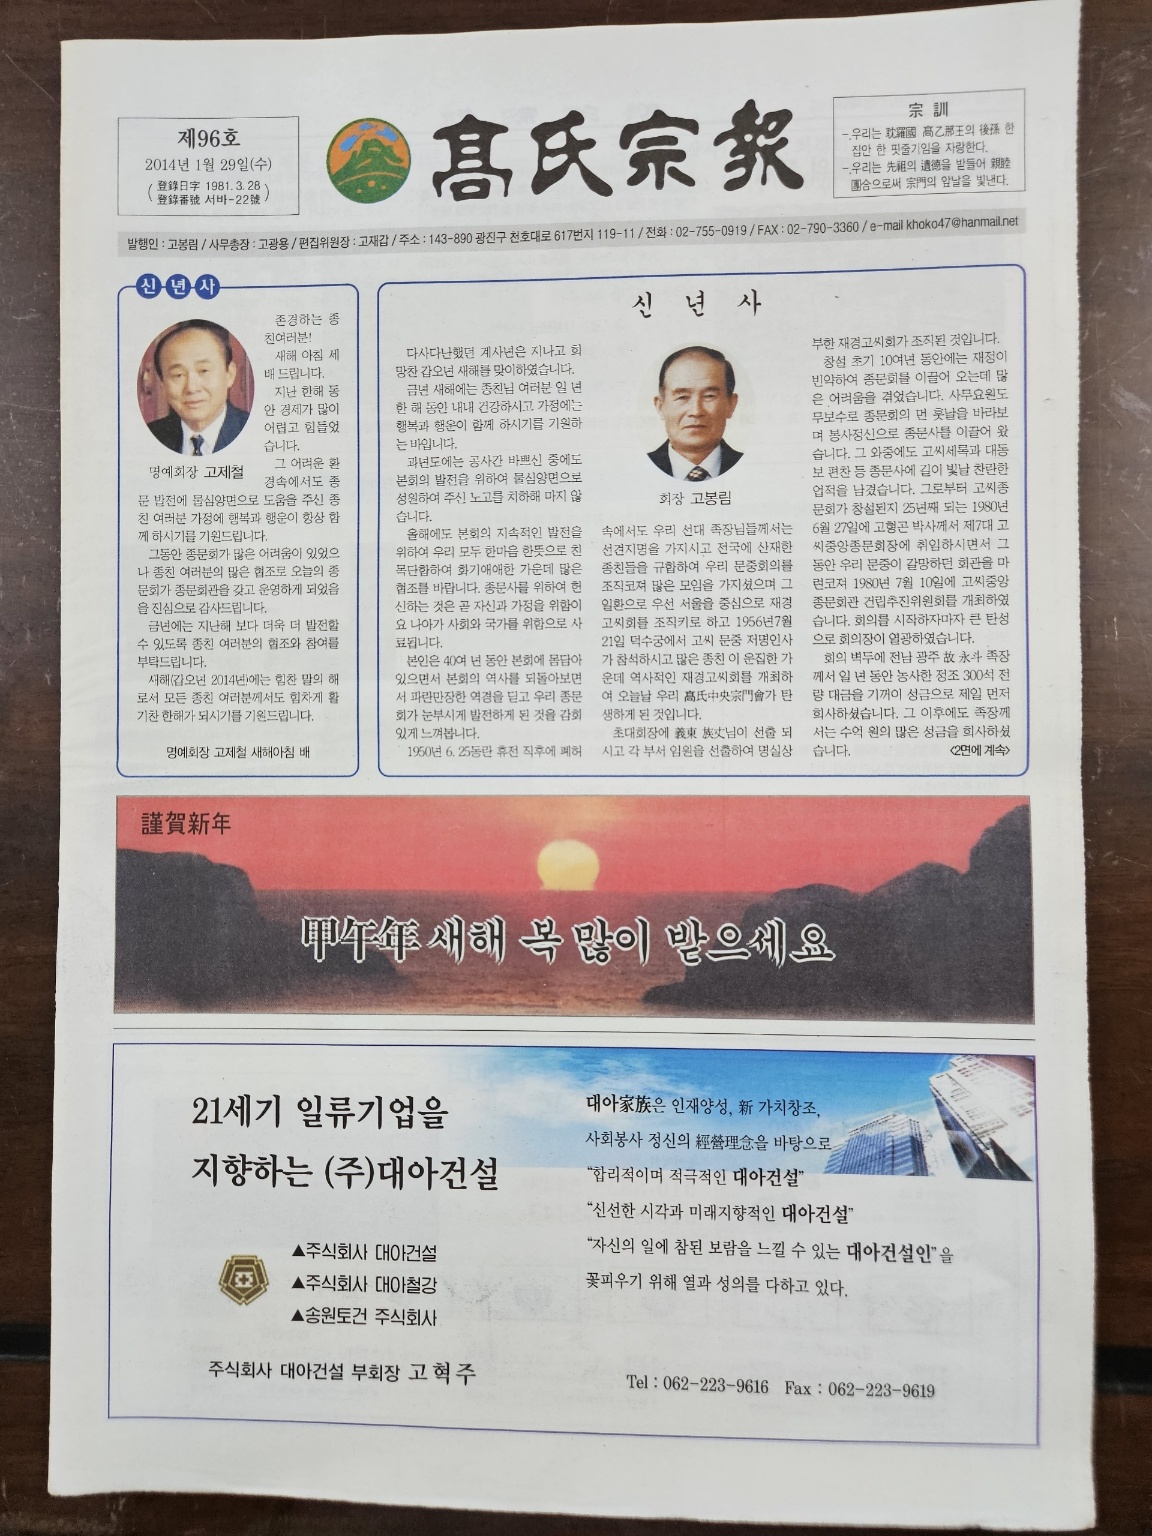 제96호
2014년 1월 29일(수)
登錄日字 1981. 3. 28
登錄番號 서바-22號
髙氏宗報
宗 訓
-.우리는 耽羅國 髙乙那王의 後孫 한
집안 한 핏줄기임을 자랑한다.
-.우리는 先祖의 遺德을 받들어 親睦
團合으로써 宗門의 앞날을 빛낸다.
발행인 : 고봉림 / 사무총장 : 고광용 / 편집위원장 : 고재갑 / 주소 : 143-890 광진구 천호대로 617번지 119-11 / 전화 : 02-755-0919 / FAX : 02-790-3360 / e-mail khoko47@hanmail.net
신년사
존경하는 종
친여러분!
새해 아침 세
배 드립니다.
지난 한해 동
안 경제가 많이
어렵고 힘들었
습니다.
그 어려운 환
경속에서도 종
명예회장 고제철
문 발전에 물심양면으로 도움을 주신 종
친 여러분 가정에 행복과 행운이 항상 함
께 하시기를 기원드립니다.
그동안 종문회가 많은 어려움이 있었으
나 종친 여러분의 많은 협조로 오늘의 종
문회가 종문회관을 갖고 운영하게 되었음
을 진심으로 감사드립니다.
금년에는 지난해 보다 더욱 더 발전할
수 있도록 종친 여러분의 협조와 참여를
부탁드립니다.
새해(갑오년 2014년)에는 힘찬 말의 해
로서 모든 종친 여러분께서도 힘차게 활
기찬 한해가 되시기를 기원드립니다.
명예회장 고제철 새해아침 배
신 년 사
다사다난했던 계사년은 지나고 희
망찬 갑오년 새해를 맞이하였습니다.
금년 새해에는 종친님 여러분 일 년
한 해 동안 내내 건강하시고 가정에는
행복과 행운이 함께 하시기를 기원하
는 바입니다.
과년도에는 공사간 바쁘신 중에도
본회의 발전을 위하여 물심양면으로
성원하여 주신 노고를 치하해 마지 않
습니다.
올해에도 본회의 지속적인 발전을
위하여 우리 모두 한마음 한뜻으로 친
목단합하여 화기애애한 가운데 많은
협조를 바랍니다. 종문사를 위하여 헌
신하는 것은 곧 자신과 가정을 위함이
요 나아가 사회와 국가를 위함으로 사
료됩니다.
본인은 40여 년 동안 본회에 몸담아
있으면서 본회의 역사를 되돌아보면
서 파란만장한 역경을 딛고 우리 종문
회가 눈부시게 발전하게 된 것을 감회
있게 느껴봅니다.
1950년 6. 25동란 휴전 직후에 폐허
회장 고봉림
속에서도 우리 선대 족장님들께서는
선견지명을 가지시고 전국에 산재한
종친들을 규합하여 우리 문중회의를
조직코져 많은 모임을 가지셨으며 그
일환으로 우선 서울을 중심으로 재경
고씨회를 조직키로 하고 1956년7월
21일 덕수궁에서 고씨 문중 저명인사
가 참석하시고 많은 종친 이 운집한 가
운데 역사적인 재경고씨회를 개최하
여 오늘날 우리 髙氏中央宗門會가 탄
생하게 된 것입니다.
초대회장에 義東 族丈님이 선출 되
시고 각 부서 임원을 선출하여 명실상
부한 재경고씨회가 조직된 것입니다.
창설 초기 10여년 동안에는 재정이
빈약하여 종문회를 이끌어 오는데 많
은 어려움을 겪었습니다. 사무요원도
무보수로 종문회의 먼 훗날을 바라보
며 봉사정신으로 종문사를 이끌어 왔
습니다. 그 와중에도 고씨세록과 대동
보 편찬 등 종문사에 길이 빛날 찬란한
업적을 남겼습니다. 그로부터 고씨종
문회가 창설된지 25년째 되는 1980년
6월 27일에 고형곤 박사께서 제7대 고
씨중앙종문회장에 취임하시면서 그
동안 우리 문중이 갈망하던 회관을 마
련코져 1980년 7월 10일에 고씨중앙
종문회관 건립추진위원회를 개최하였
습니다. 회의를 시작하자마자 큰 탄성
으로 회의장이 열광하였습니다.
회의 벽두에 전남 광주 故 永斗 족장
께서 일 년 동안 농사한 정조 300석 전
량 대금을 기꺼이 성금으로 제일 먼저
희사하셨습니다. 그 이후에도 족장께
서는 수억 원의 많은 성금을 희사하셨
습니다. <2면에 계속>
謹賀新年
甲午年 새해 복 많이 받으세요
21세기 일류기업을
지향하는 (주)대아건설
▲주식회사 대아건설
▲주식회사 대아철강
▲송원토건 주식회사
주식회사 대아건설 부회장 고 혁 주
대아家族은 인재양성, 新 가치창조,
사회봉사 정신의 經營理念을 바탕으로
“합리적이며 적극적인 대아건설”
“신선한 시각과 미래지향적인 대아건설”
“자신의 일에 참된 보람을 느낄 수 있는 대아건설인”을
꽃피우기 위해 열과 성의를 다하고 있다.
Tel : 062-223-9616 Fax : 062-223-9619